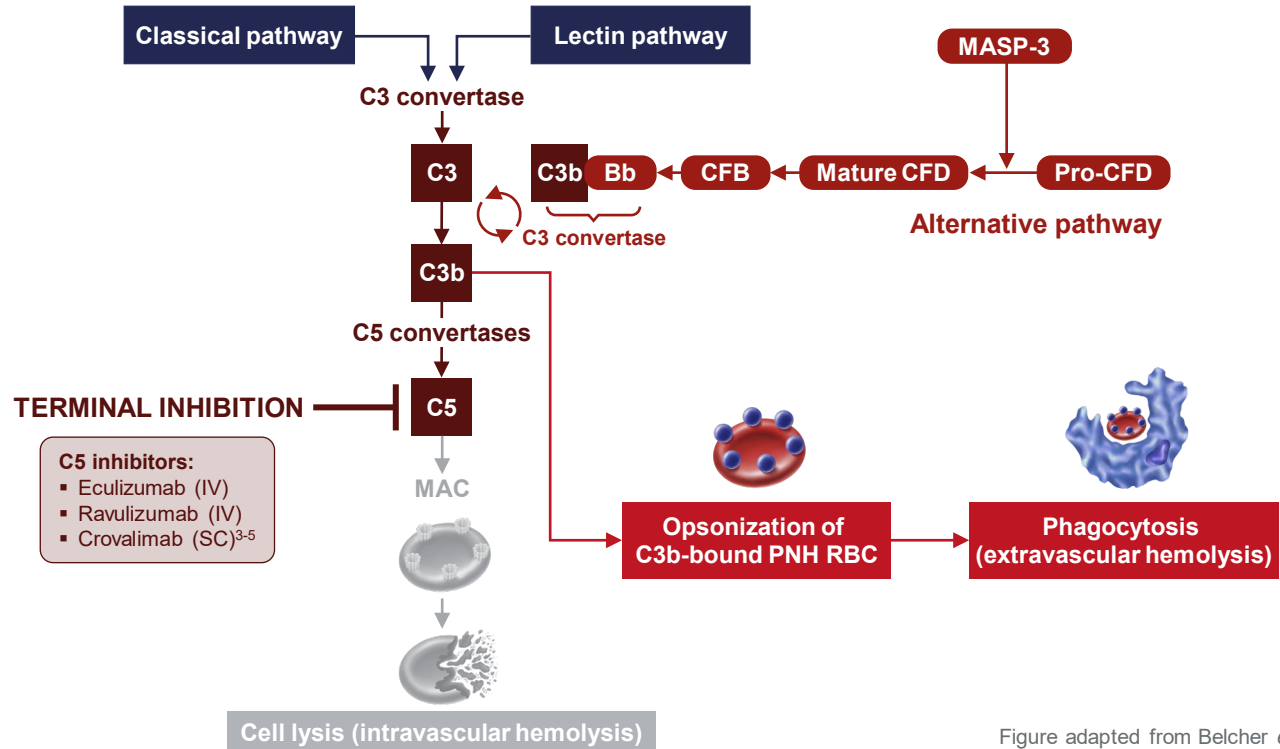 Classical pathway
Lectin pathway
MASP-3
C3 convertase
C3
C3b
Bb
CFB
Mature CFD
Pro-CFD
C3 convertase
Alternative pathway
C3b
C5 convertases
TERMINAL INHIBITION
C5
C5 inhibitors:
▪ Eculizumab (IV)
▪ Ravulizumab (IV)
▪ Crovalimab (SC)3-5
MAC
Opsonization of
C3b-bound PNH RBC
Phagocytosis
(extravascular hemolysis)
Cell lysis (intravascular hemolysis)
Figure adapted from Belcher